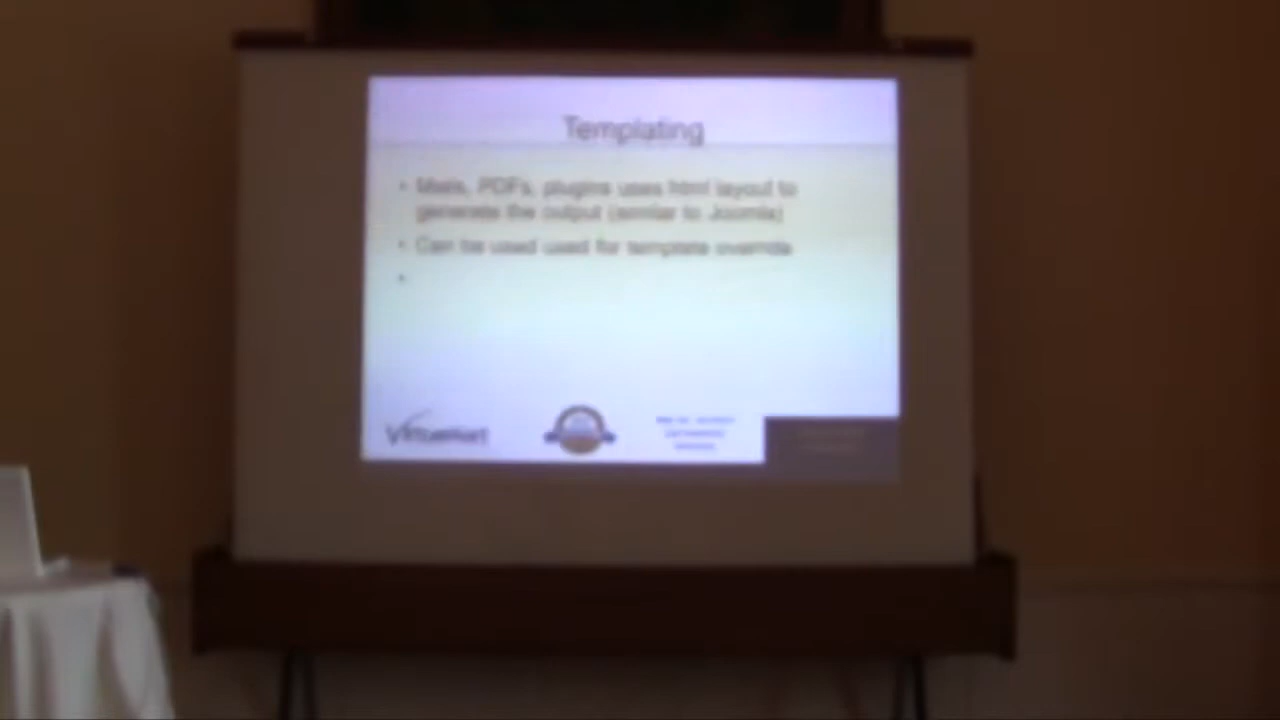 Templating
• Mails, PDFs, plugins uses html layout to
generate the output (similar to Joomla)
• Can be used used for template override
•
VirtueMart